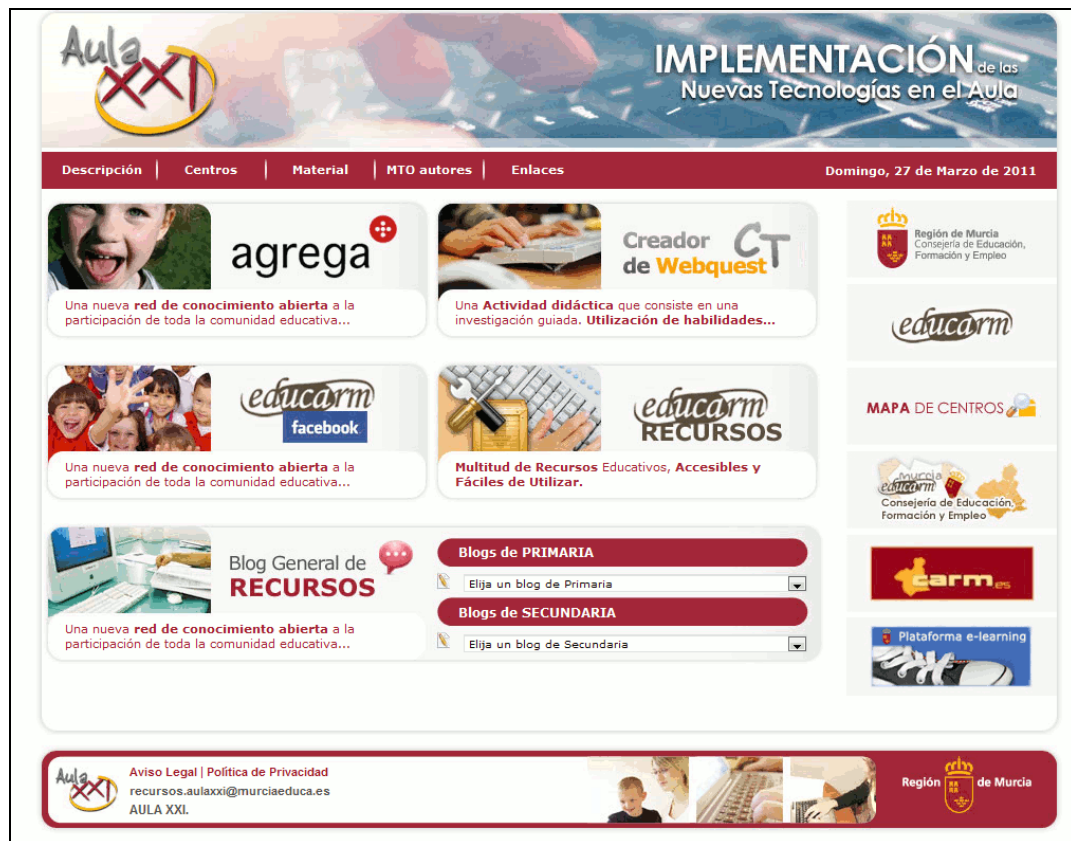 Aula
XXI
IMPLEMENTACIÓN de las
Nuevas Tecnologías en el Aula
Descripción
Centros
Material
MTO autores
Enlaces
Domingo, 27 de Marzo de 2011
agrega
Una nueva red de conocimiento abierta a la
participación de toda la comunidad educativa...
Creador CT
de Webquest
Una Actividad didáctica que consiste en una
investigación guiada. Utilización de habilidades...
educarm
facebook
Una nueva red de conocimiento abierta a la
participación de toda la comunidad educativa...
educarm
RECURSOS
Multitud de Recursos Educativos, Accesibles y
Fáciles de Utilizar.
Blog General de
RECURSOS
Una nueva red de conocimiento abierta a la
participación de toda la comunidad educativa...
Blogs de PRIMARIA
Elija un blog de Primaria
Blogs de SECUNDARIA
Elija un blog de Secundaria
Región de Murcia
Consejería de Educación,
Formación y Empleo
educarm
MAPA DE CENTROS
murcia
educarm
Consejería de Educación,
Formación y Empleo
carm.es
Plataforma e-learning
Aula
XXI
Aviso Legal | Política de Privacidad
recursos.aulaxxi@murciaeduca.es
AULA XXI.
Región de Murcia